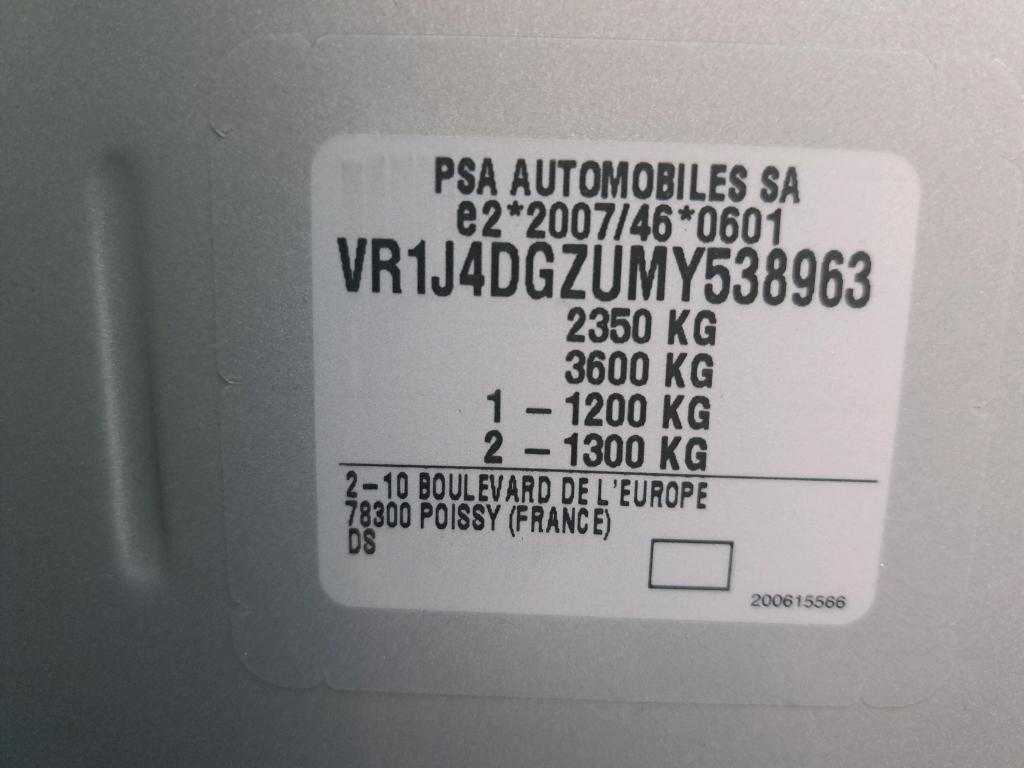 PSA AUTOMOBILES SA
e2*2007/46*0601
VR1J4DGZUMY538963
2350 KG
3600 KG
1 - 1200 KG
2 - 1300 KG
2-10 BOULEVARD DE L'EUROPE
78300 POISSY (FRANCE)
DS
200615566